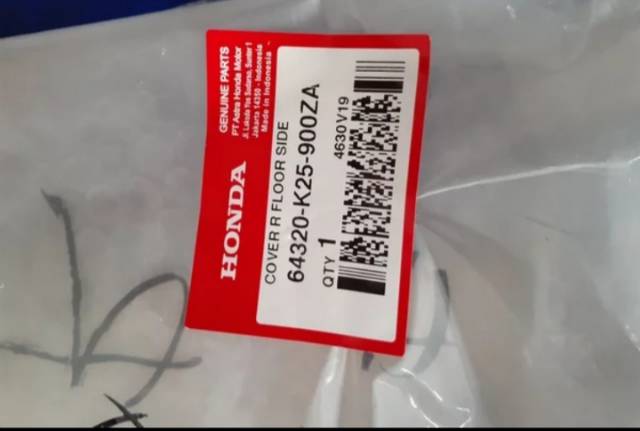 GENUINE PARTS
PT Astra Honda Motor
Jl. Laksda Yos Sudarso, Sunter 1
Jakarta 14350 - Indonesia
Made in Indonesia
HONDA
COVER R FLOOR SIDE
64320-K25-900ZA
QTY 1
4630V19